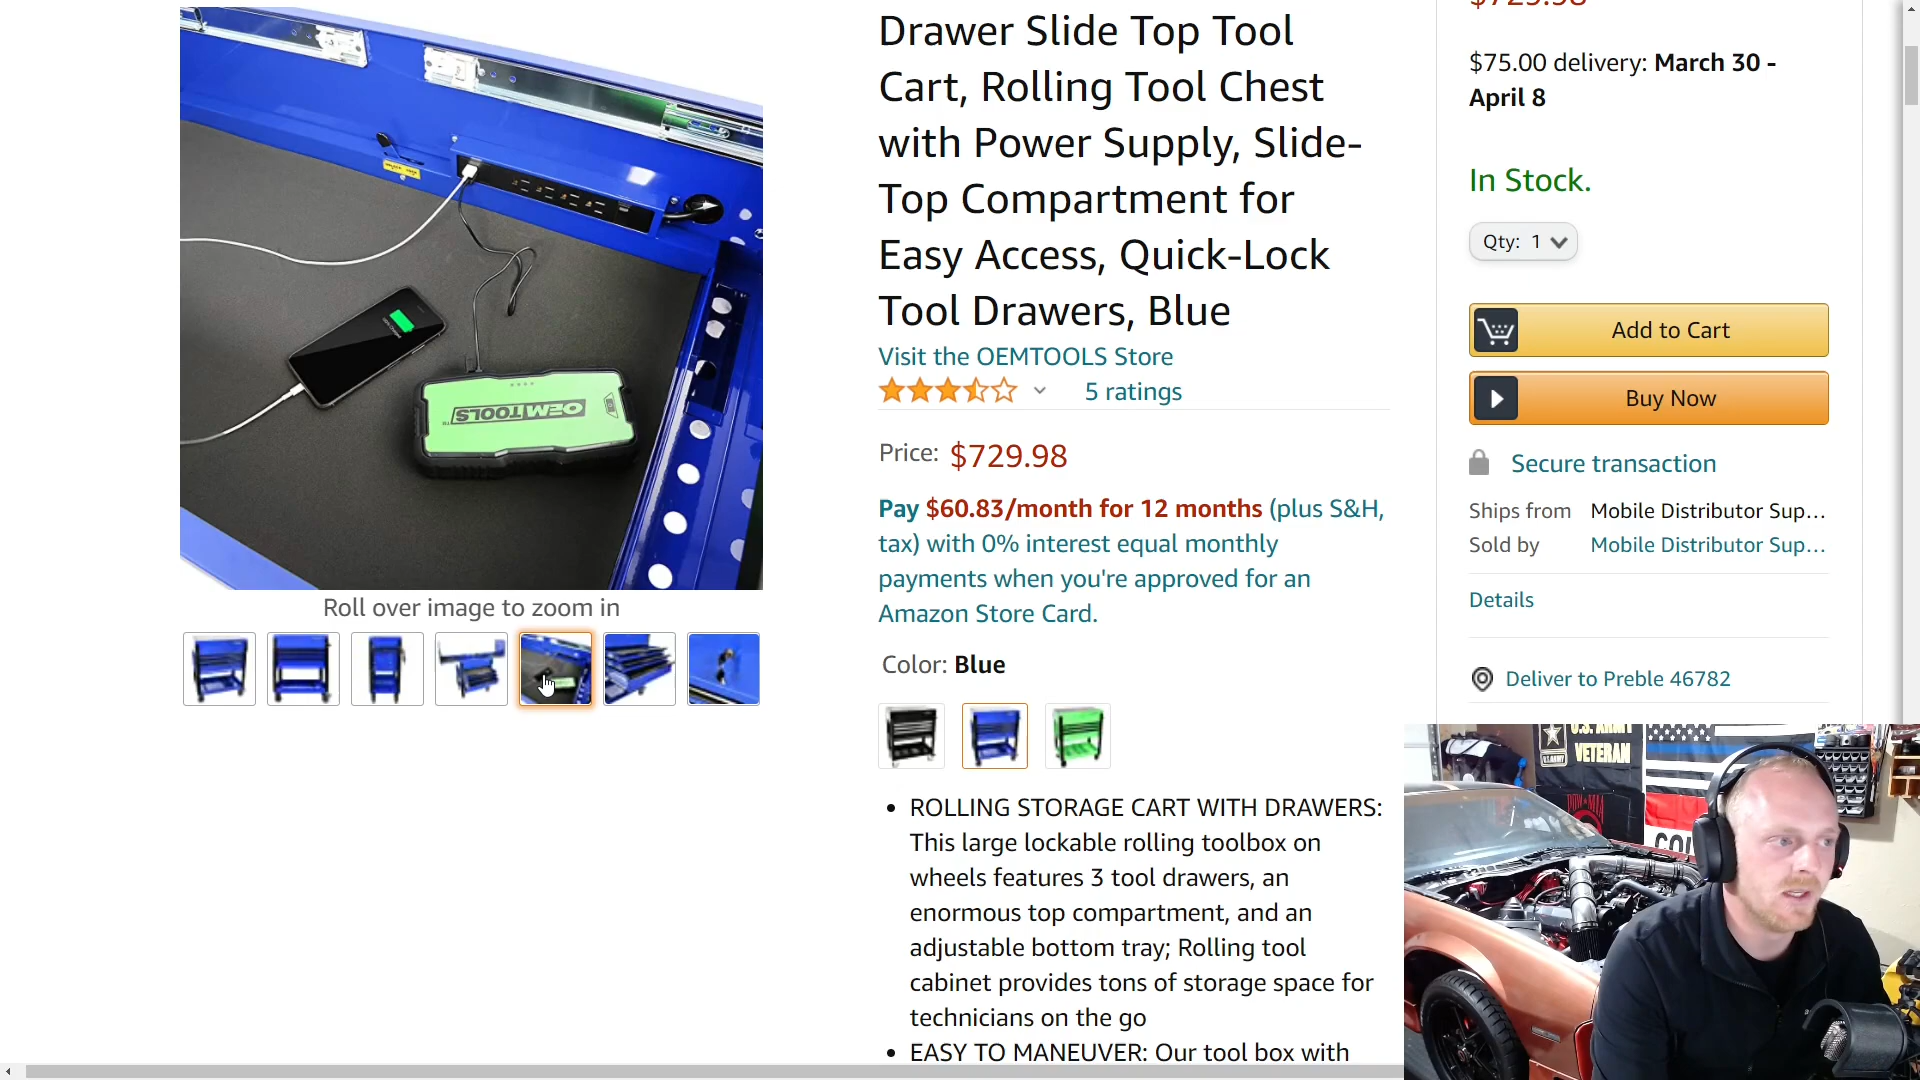 Drawer Slide Top Tool
Cart, Rolling Tool Chest
with Power Supply, Slide-
Top Compartment for
Easy Access, Quick-Lock
Tool Drawers, Blue
Visit the OEMTOOLS Store
5 ratings
Price: $729.98
Pay $60.83/month for 12 months (plus S&H,
tax) with 0% interest equal monthly
payments when you're approved for an
Amazon Store Card.
Color: Blue
• ROLLING STORAGE CART WITH DRAWERS:
This large lockable rolling toolbox on
wheels features 3 tool drawers, an
enormous top compartment, and an
adjustable bottom tray; Rolling tool
cabinet provides tons of storage space for
technicians on the go
• EASY TO MANEUVER: Our tool box with
OEMTOOLS
Roll over image to zoom in
$729.98
$75.00 delivery: March 30 -
April 8
In Stock.
Qty: 1
Add to Cart
Buy Now
Secure transaction
Ships from Mobile Distributor Sup...
Sold by Mobile Distributor Sup...
Details
Deliver to Preble 46782
U.S. ARMY
VETERAN
POW MIA